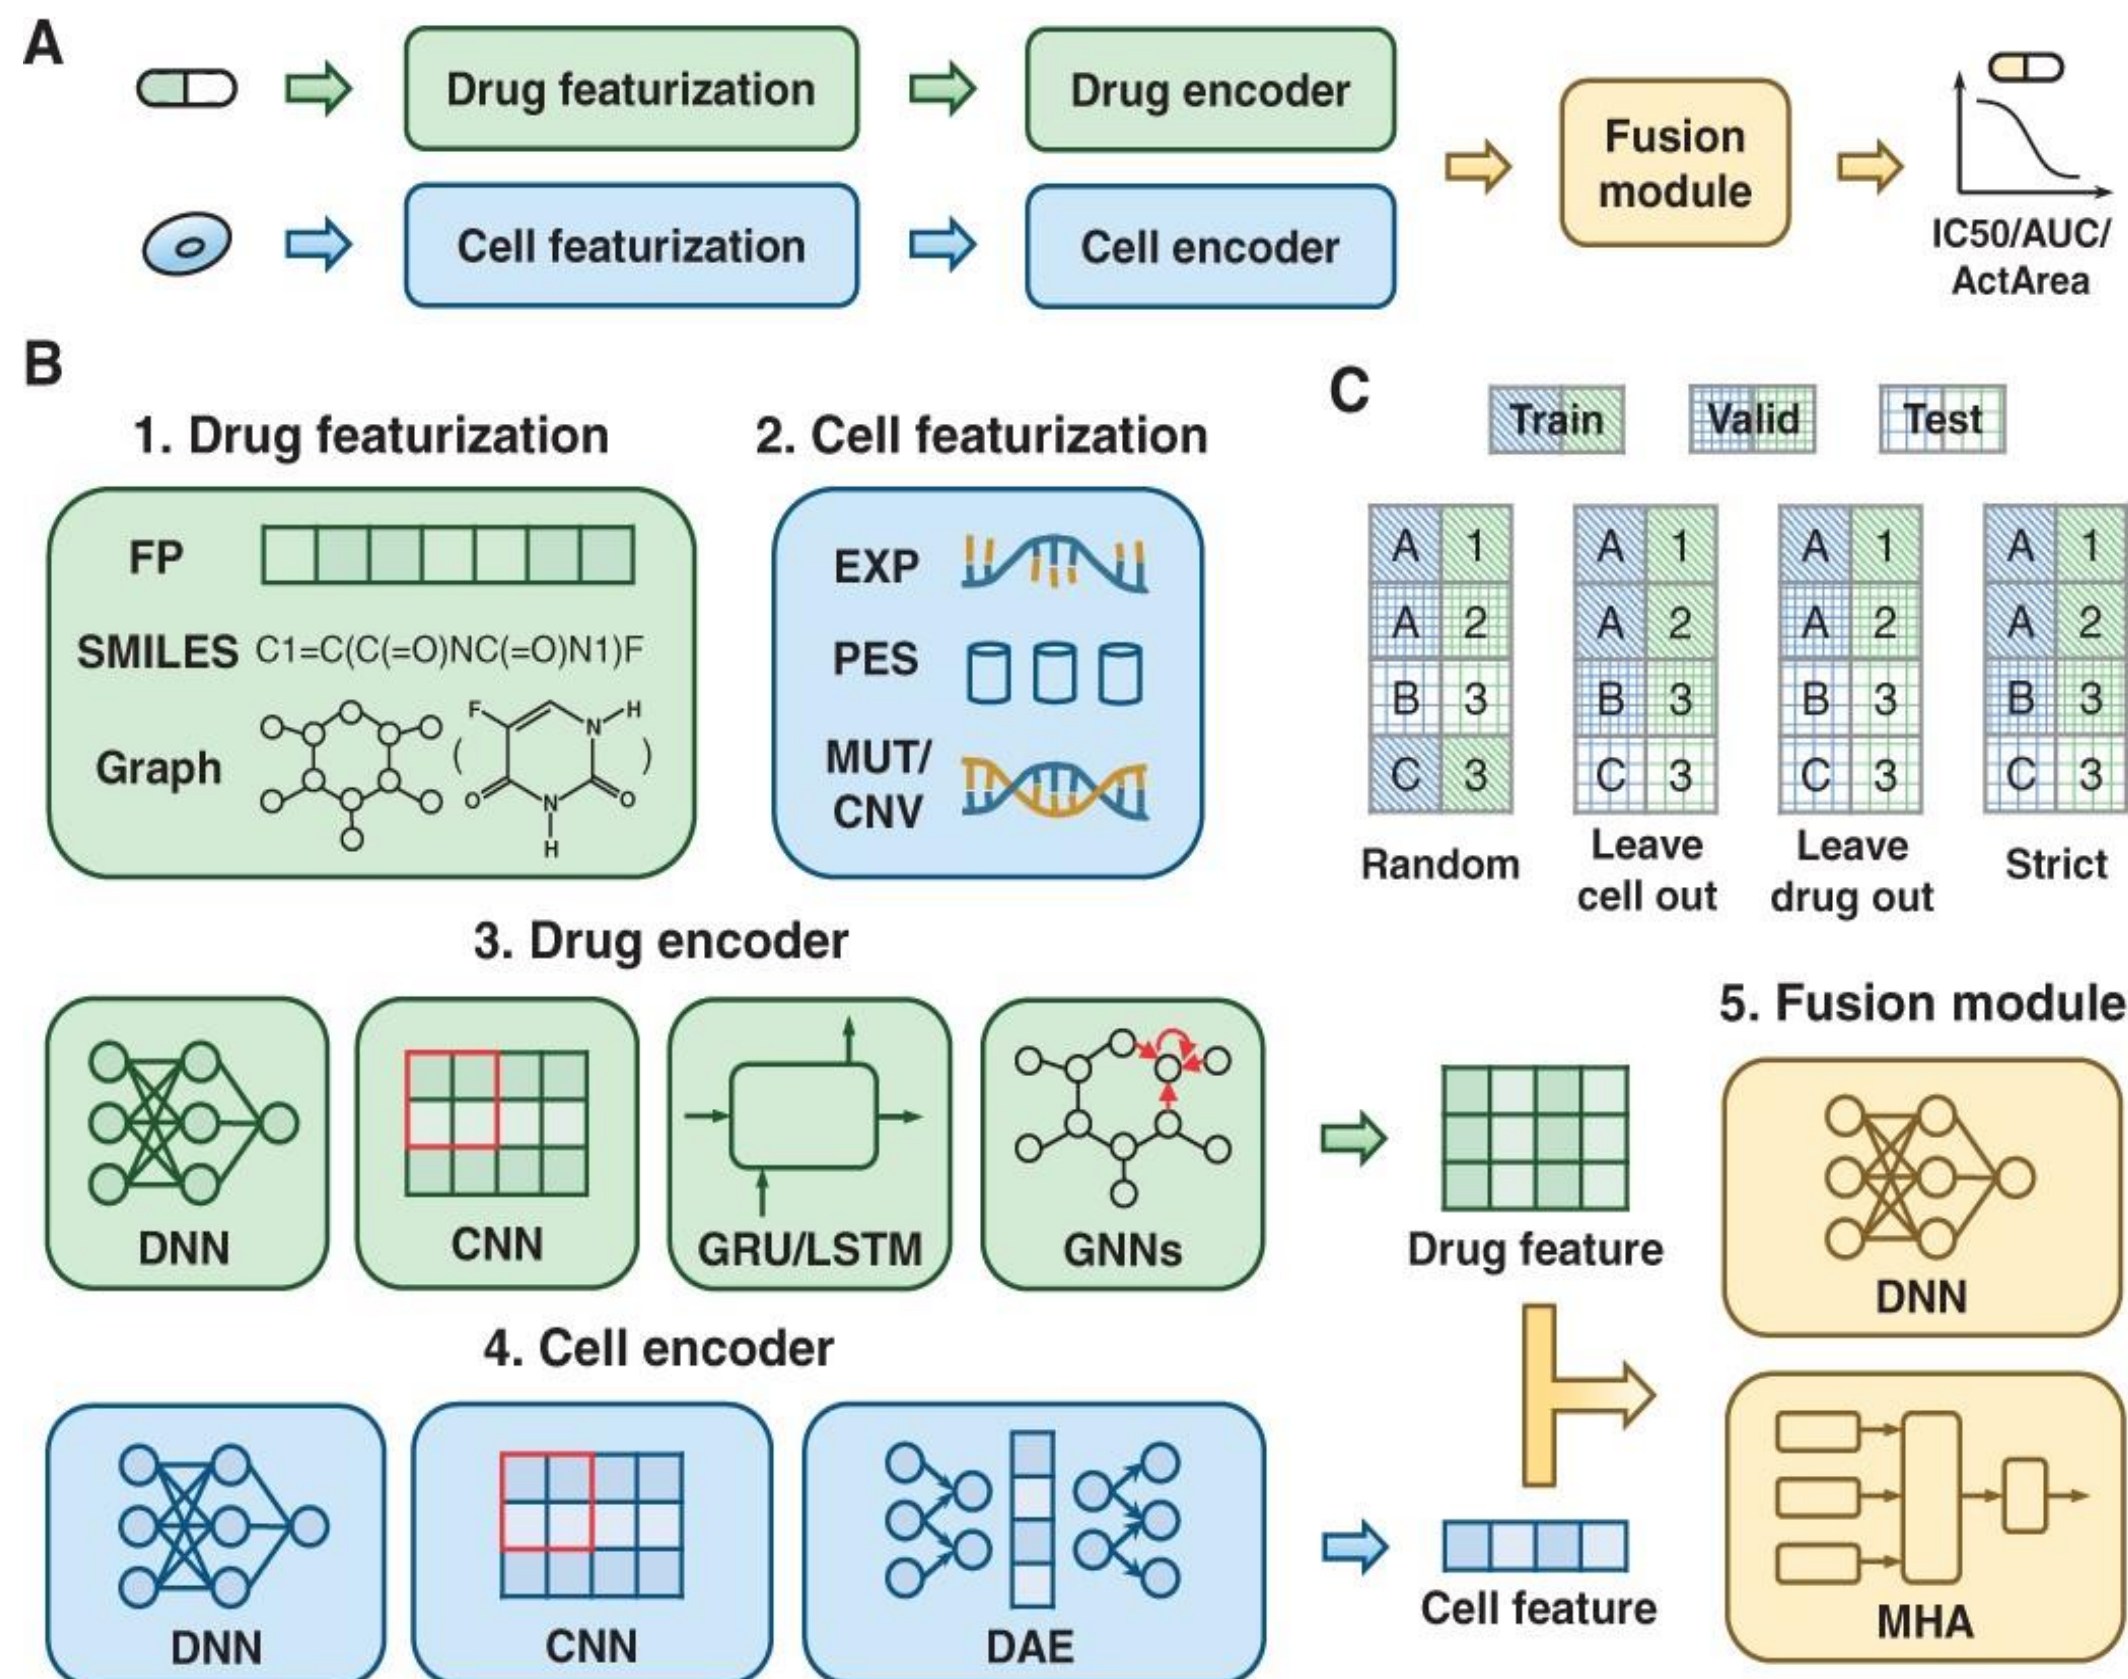 A
Drug featurization
Drug encoder
Cell featurization
Cell encoder
Fusion
module
IC50/AUC/
ActArea
B
1. Drug featurization
FP
SMILES C1=C(C(=O)NC(=O)N1)F
Graph
( F N H O N O H )
2. Cell featurization
EXP
PES
MUT/
CNV
C
Train Valid Test
A 1 A 1 A 1 A 1
A 2 A 2 A 2 A 2
B 3 B 3 B 3 B 3
C 3 C 3 C 3 C 3
Random
Leave
cell out
Leave
drug out
Strict
3. Drug encoder
DNN
CNN
GRU/LSTM
GNNs
Drug feature
4. Cell encoder
DNN
CNN
DAE
Cell feature
5. Fusion module
DNN
MHA